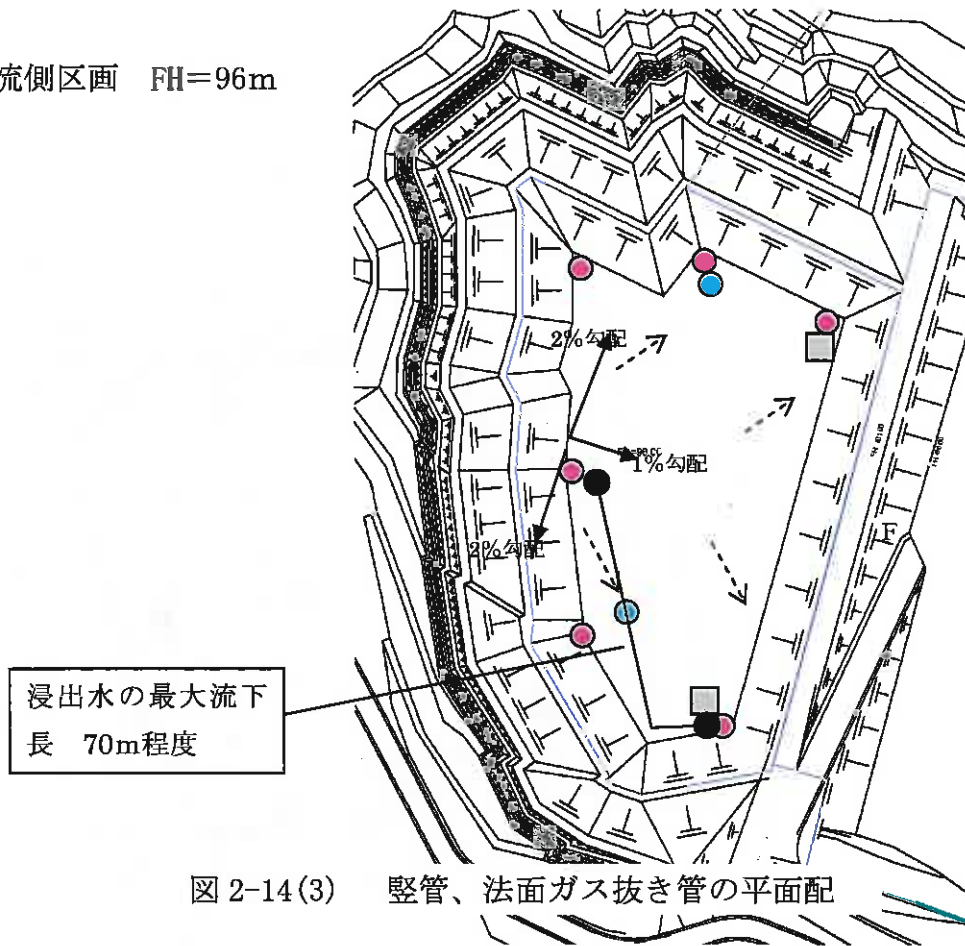 流側区画　FH=96m
2%勾配
1%勾配
2%勾配
F
浸出水の最大流下
長　70m程度
図 2-14(3)　竪管、法面ガス抜き管の平面配